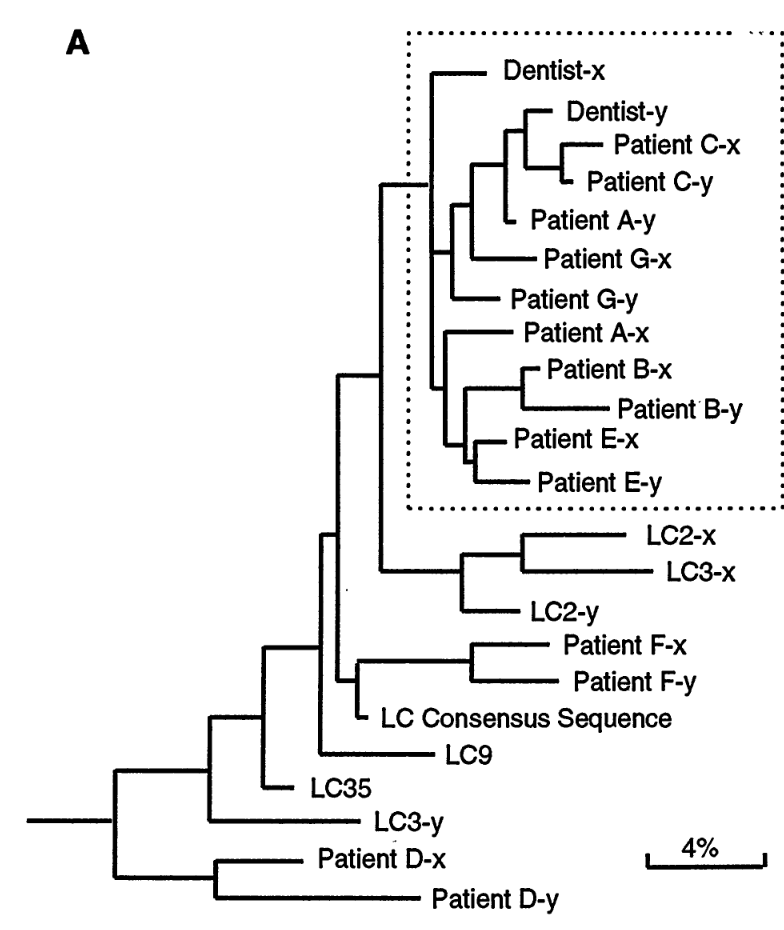 A
Dentist-x
Dentist-y
Patient C-x
Patient C-y
Patient A-y
Patient G-x
Patient G-y
Patient A-x
Patient B-x
Patient B-y
Patient E-x
Patient E-y
LC2-x
LC3-x
LC2-y
Patient F-x
Patient F-y
LC Consensus Sequence
LC9
LC35
LC3-y
4%
Patient D-x
Patient D-y